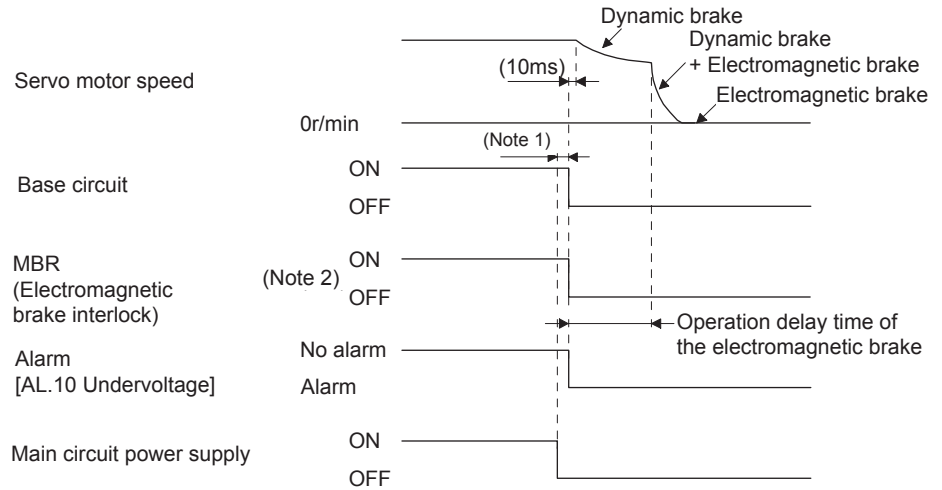 Dynamic brake
Dynamic brake
+ Electromagnetic brake
(10ms)
Electromagnetic brake
Servo motor speed
0r/min
(Note 1)
ON
Base circuit
OFF
ON
MBR
(Electromagnetic
brake interlock)
(Note 2)
OFF
Operation delay time of
the electromagnetic brake
No alarm
Alarm
[AL.10 Undervoltage]
Alarm
ON
Main circuit power supply
OFF